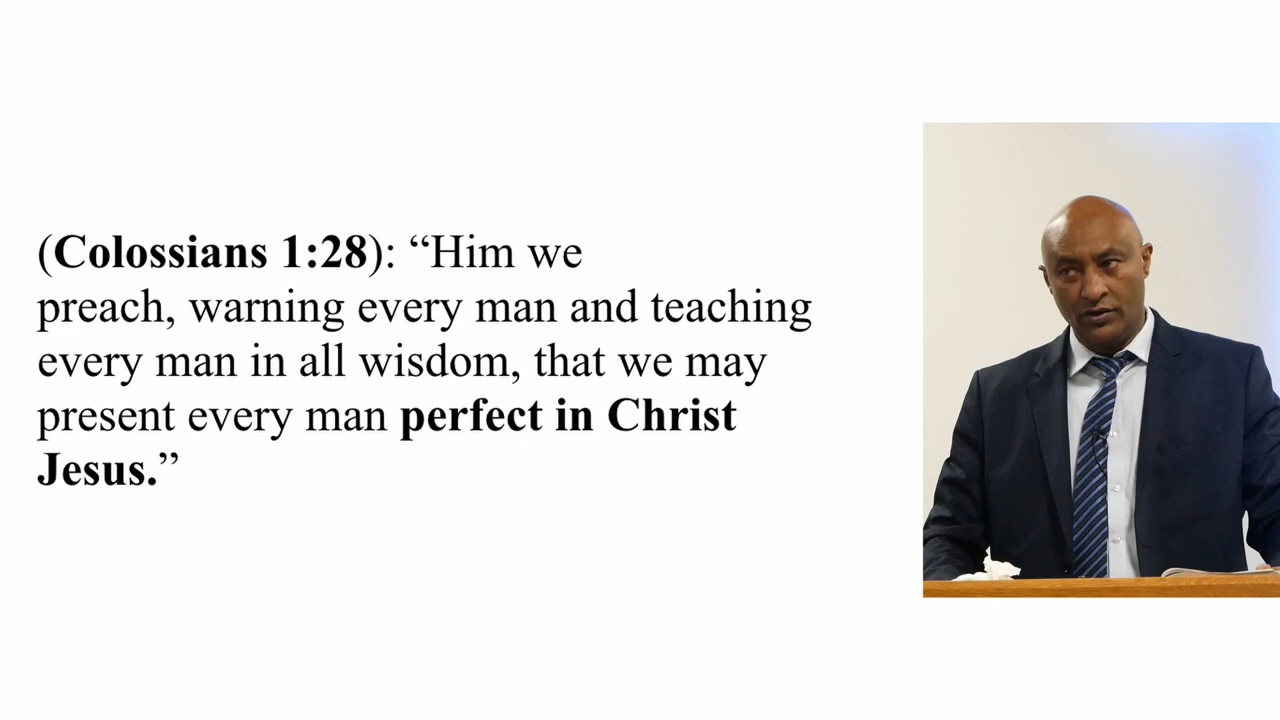 (Colossians 1:28): “Him we
preach, warning every man and teaching
every man in all wisdom, that we may
present every man perfect in Christ
Jesus.”